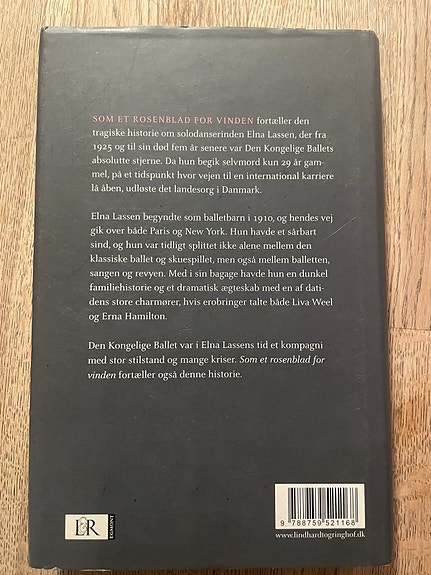 SOM ET ROSENBLAD FOR VINDEN fortæller den
tragiske historie om solodanserinden Elna Lassen, der fra
1925 og til sin død fem år senere var Den Kongelige Ballets
absolutte stjerne. Da hun begik selvmord kun 29 år gam-
mel, på et tidspunkt hvor vejen til en international karriere
lå åben, udløste det landesorg i Danmark.
Elna Lassen begyndte som balletbarn i 1910, og hendes vej
gik over både Paris og New York. Hun havde et sårbart
sind, og hun var tidligt splittet ikke alene mellem den
klassiske ballet og skuespillet, men også mellem balletten,
sangen og revyen. Med i sin bagage havde hun en dunkel
familiehistorie og et dramatisk ægteskab med en af dati-
dens store charmører, hvis erobringer talte både Liva Weel
og Erna Hamilton.
Den Kongelige Ballet var i Elna Lassens tid et kompagni
med stor stilstand og mange kriser. Som et rosenblad for
vinden fortæller også denne historie.
L&R
EGMONT
9 788759 521168
www.lindhardtogringhof.dk